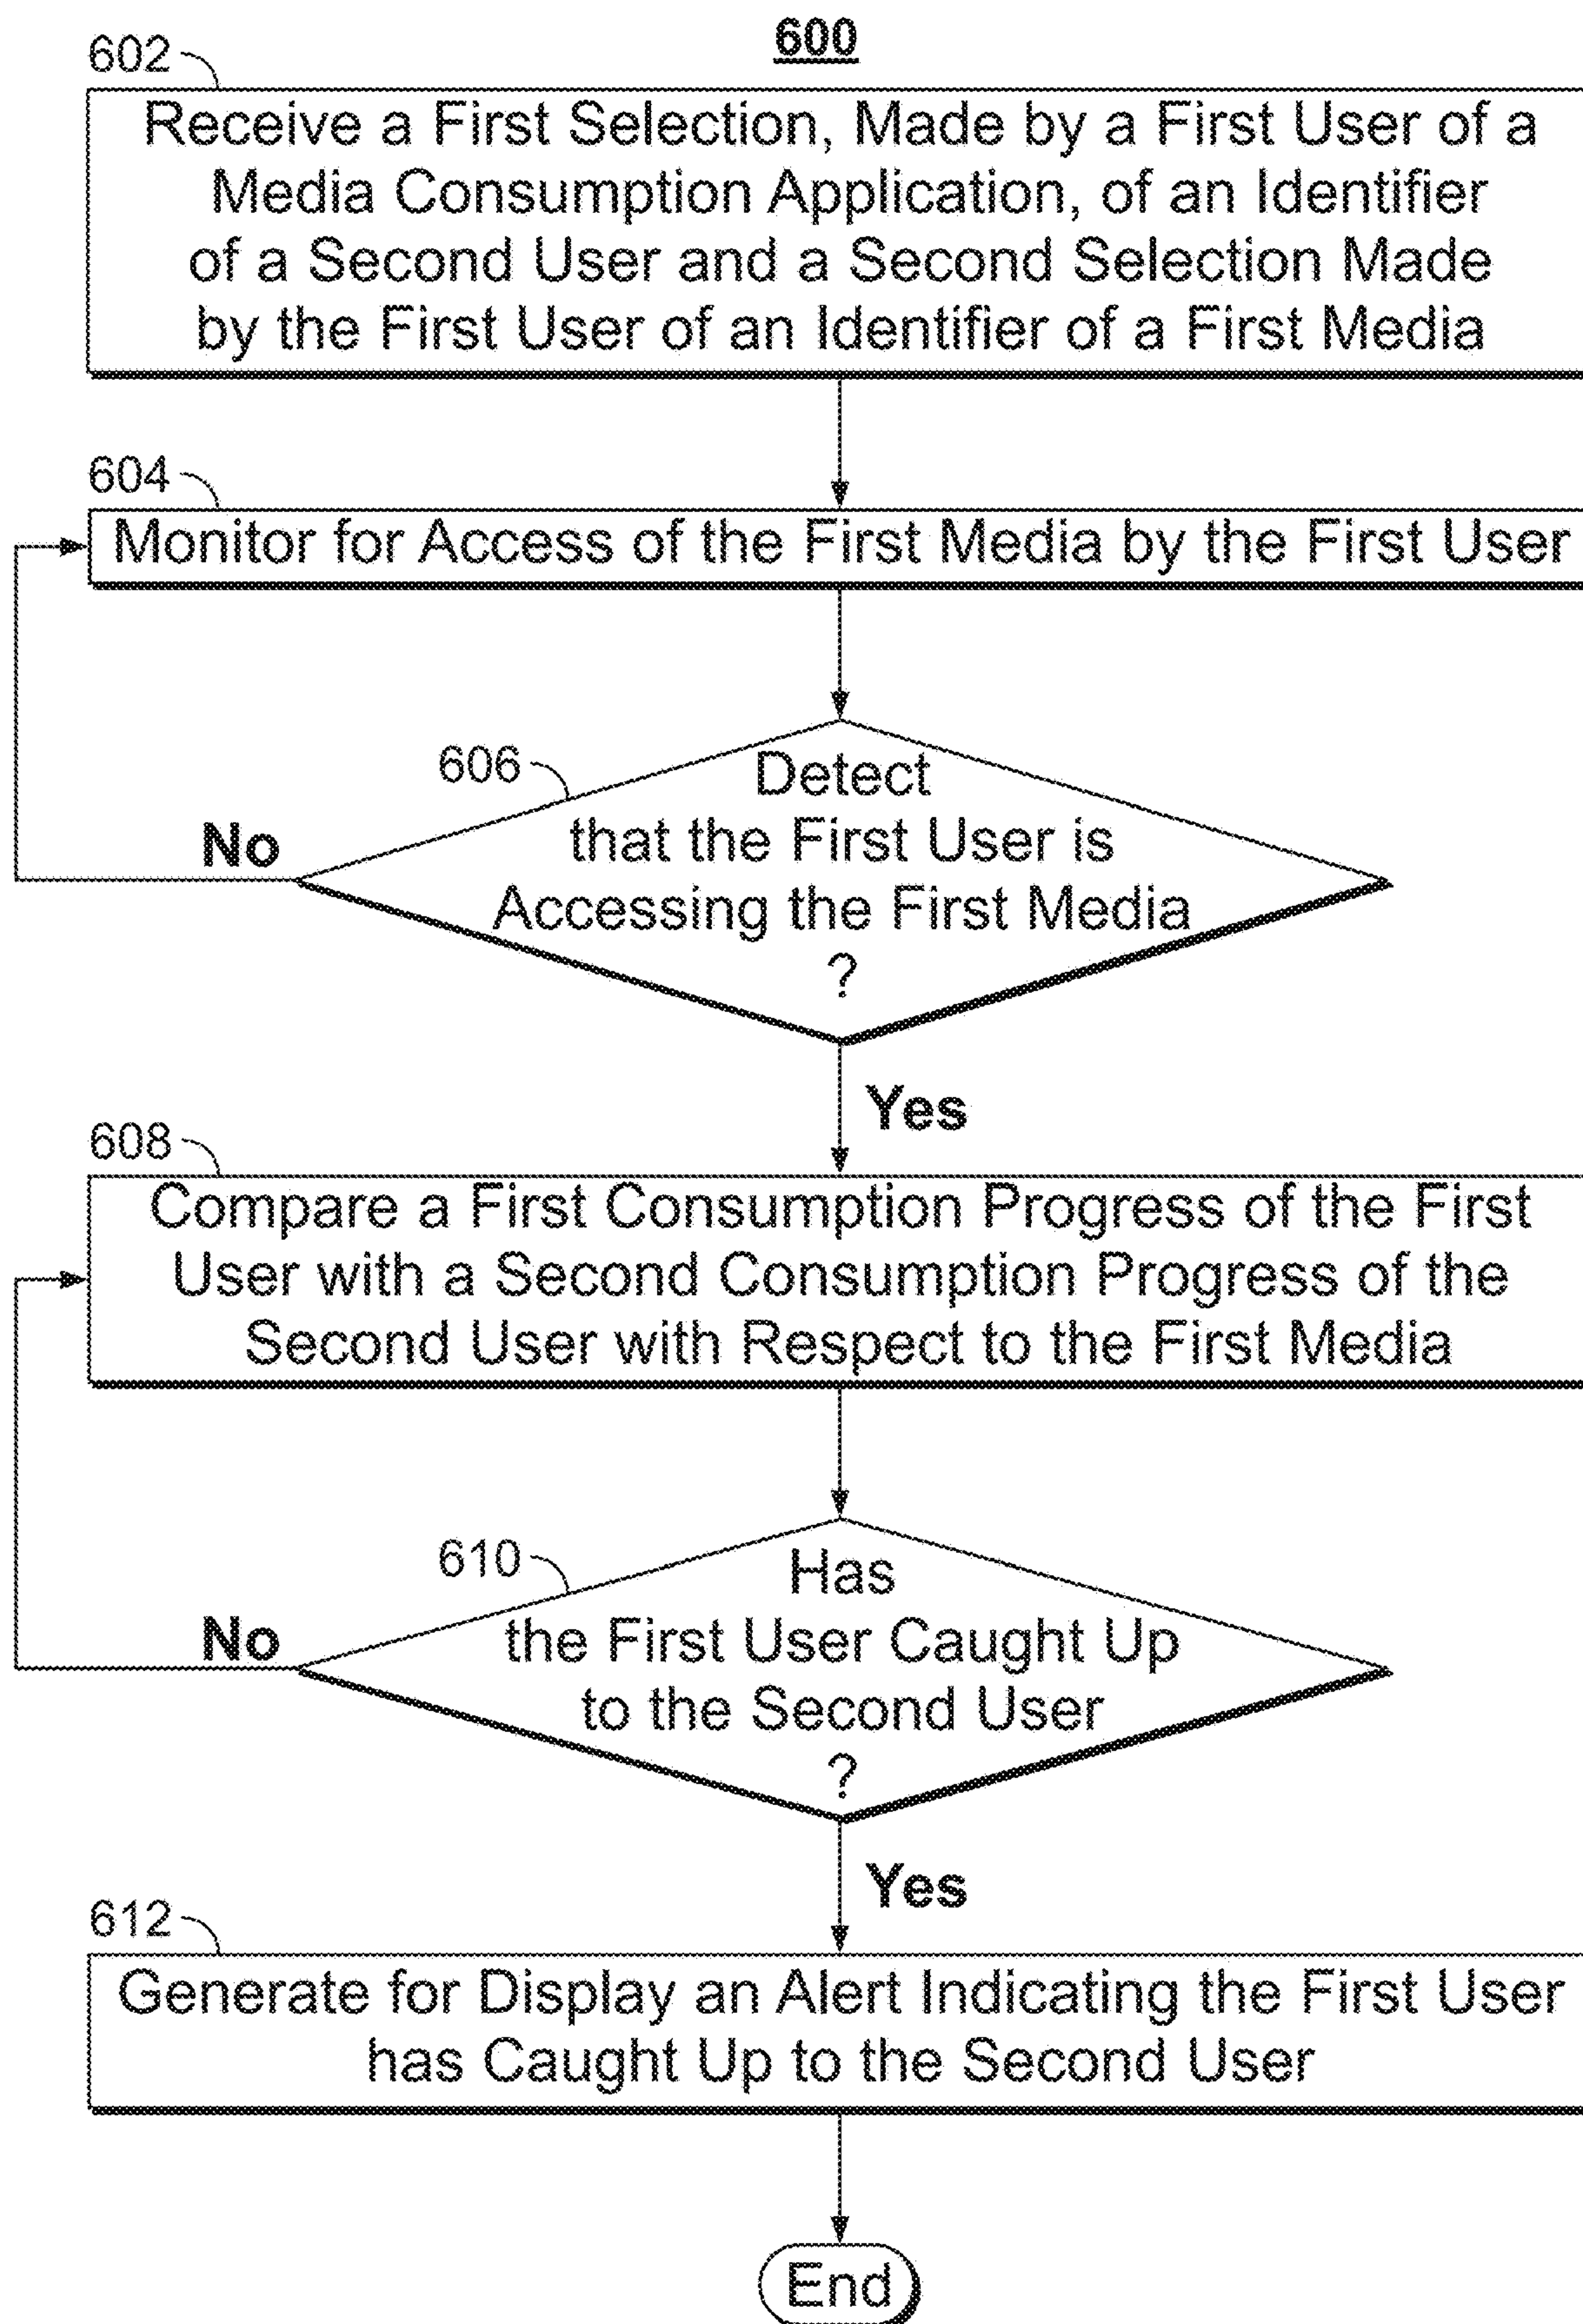 600
602
Receive a First Selection, Made by a First User of a
Media Consumption Application, of an Identifier
of a Second User and a Second Selection Made
by the First User of an Identifier of a First Media
604
Monitor for Access of the First Media by the First User
606
Detect
that the First User is
Accessing the First Media
?
No
Yes
608
Compare a First Consumption Progress of the First
User with a Second Consumption Progress of the
Second User with Respect to the First Media
610
Has
the First User Caught Up
to the Second User
?
No
Yes
612
Generate for Display an Alert Indicating the First User
has Caught Up to the Second User
End